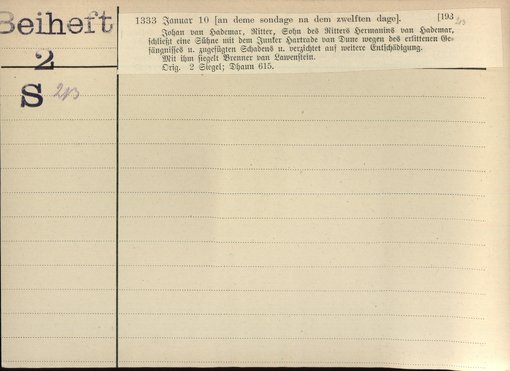 Beiheft
2
S 213
1333 Januar 10 [an deme sondage na dem zwelften dage]. [193
Johan van Hademar, Ritter, Sohn des Ritters Hermanns van Hademar,
schließt eine Sühne mit dem Junker Hartrade van Dune wegen des erlittenen Ge-
fängnisses u. zugefügten Schadens u. verzichtet auf weitere Entschädigung.
Mit ihm siegelt Brenner van Lawenstein.
Orig. 2 Siegel; Dhaun 615.